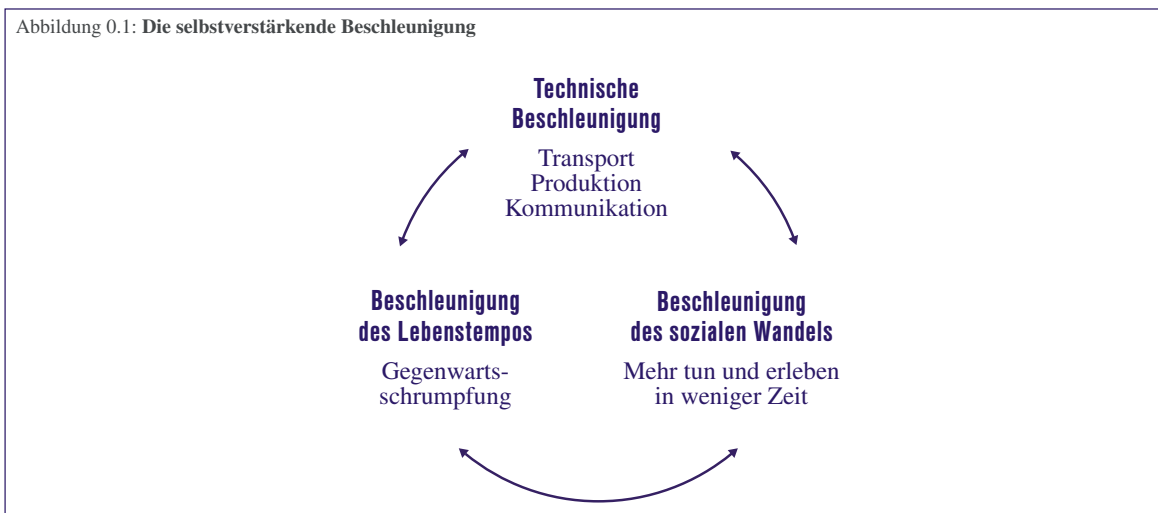 Abbildung 0.1: Die selbstverstärkende Beschleunigung
Technische
Beschleunigung
Transport
Produktion
Kommunikation
Beschleunigung
des Lebenstempos
Gegenwarts-
schrumpfung
Beschleunigung
des sozialen Wandels
Mehr tun und erleben
in weniger Zeit